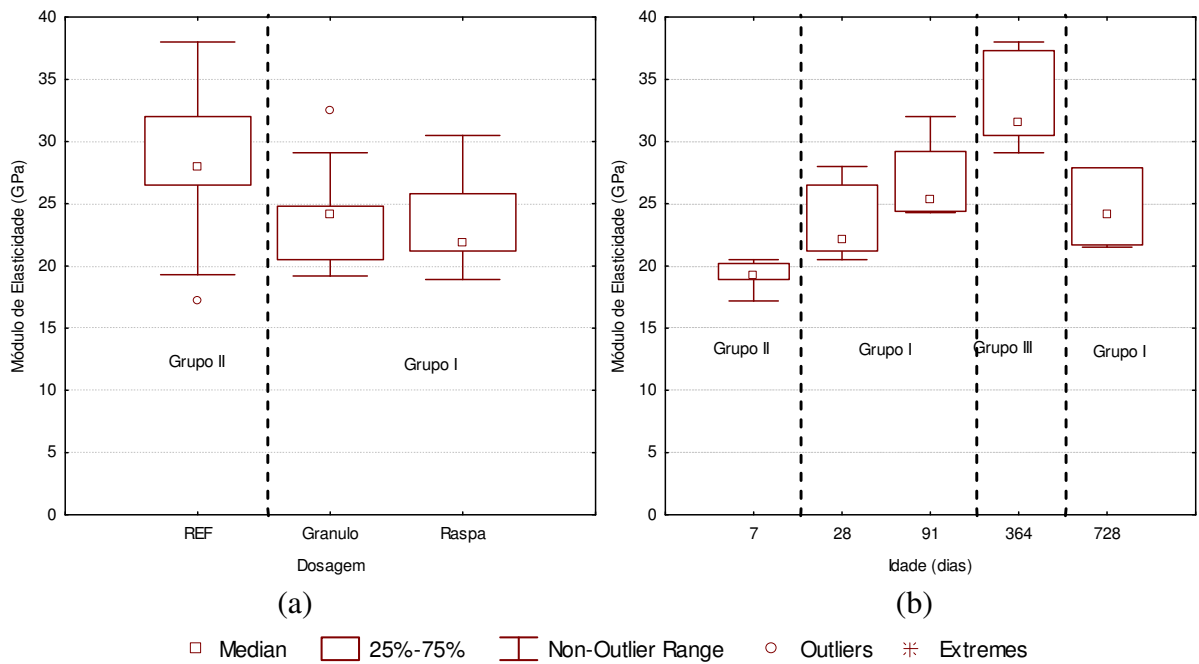 40
35
30
25
20
15
10
5
0
Módulo de Elasticidade (GPa)
Grupo II
Grupo I
REF Granulo Raspa
Dosagem
(a)
40
35
30
25
20
15
10
5
0
Módulo de Elasticidade (GPa)
Grupo II
Grupo I
Grupo III
Grupo I
7 28 91 364 728
Idade (dias)
(b)
Median 25%-75% Non-Outlier Range Outliers Extremes